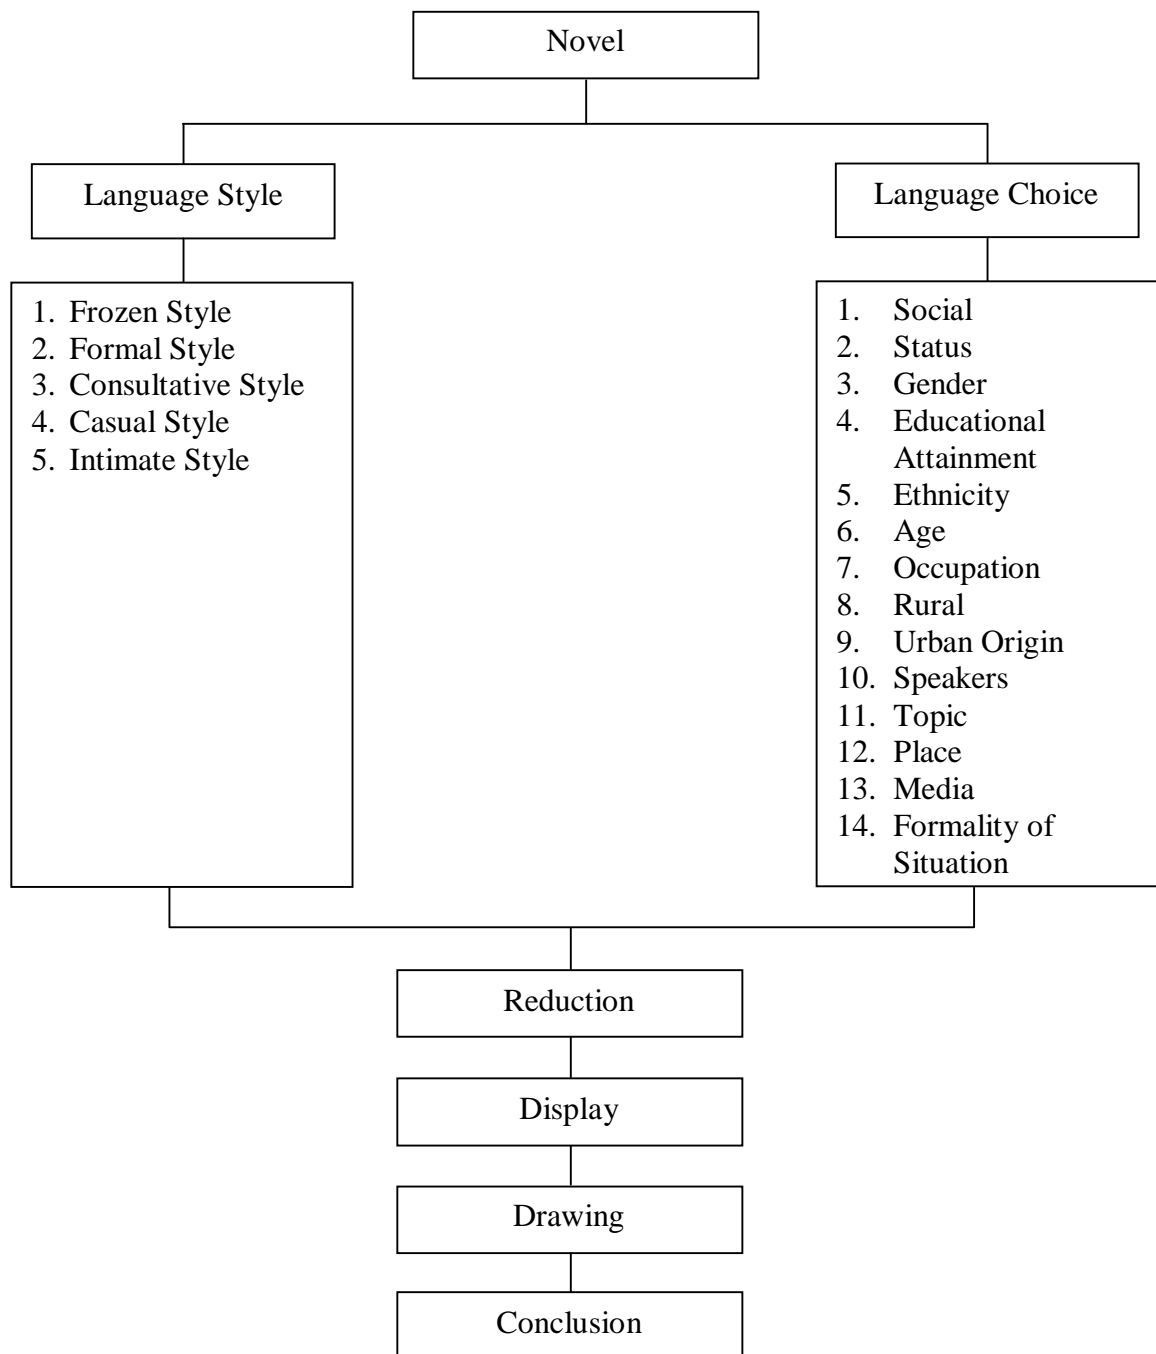 Novel
Language Style
Language Choice
1. Frozen Style
2. Formal Style
3. Consultative Style
4. Casual Style
5. Intimate Style
1. Social
2. Status
3. Gender
4. Educational
Attainment
5. Ethnicity
6. Age
7. Occupation
8. Rural
9. Urban Origin
10. Speakers
11. Topic
12. Place
13. Media
14. Formality of
Situation
Reduction
Display
Drawing
Conclusion